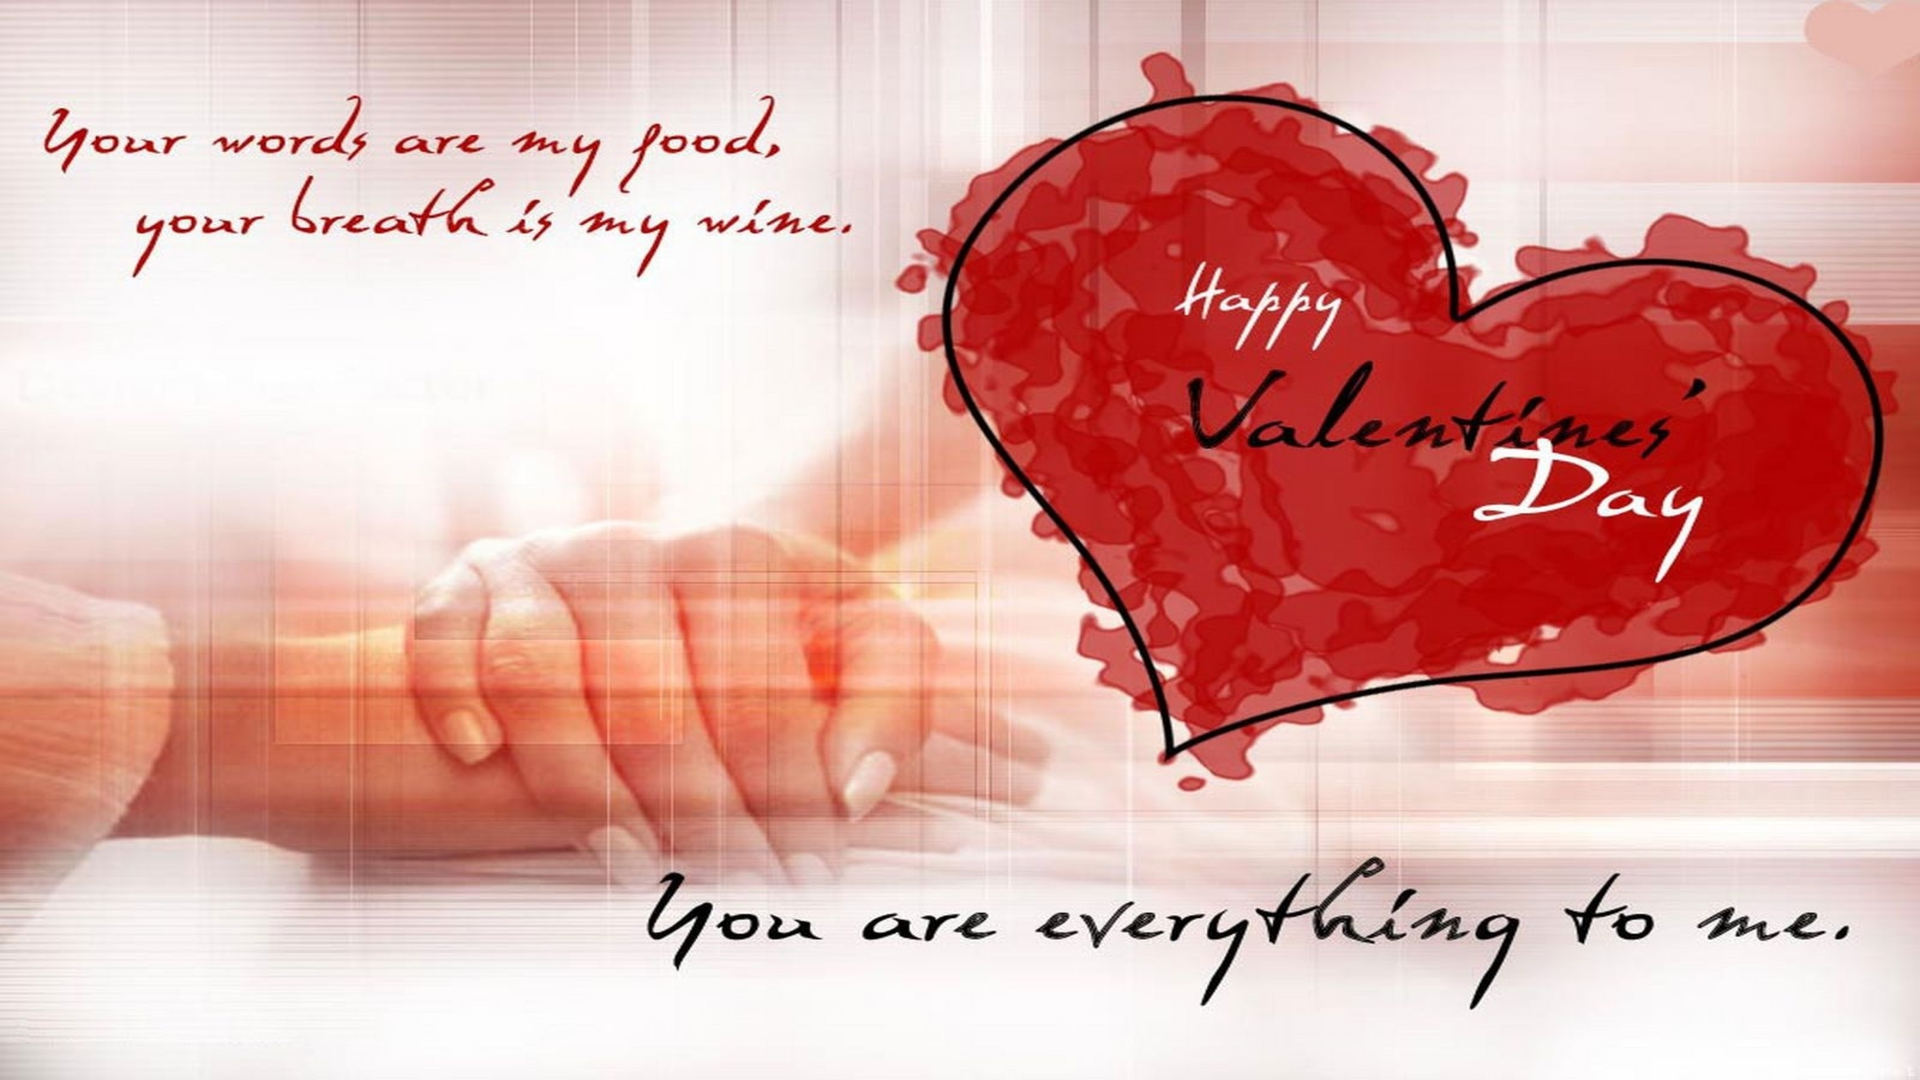 Your words are my food,
your breath is my wine.
Happy
Valentines'
Day
You are everything to me.